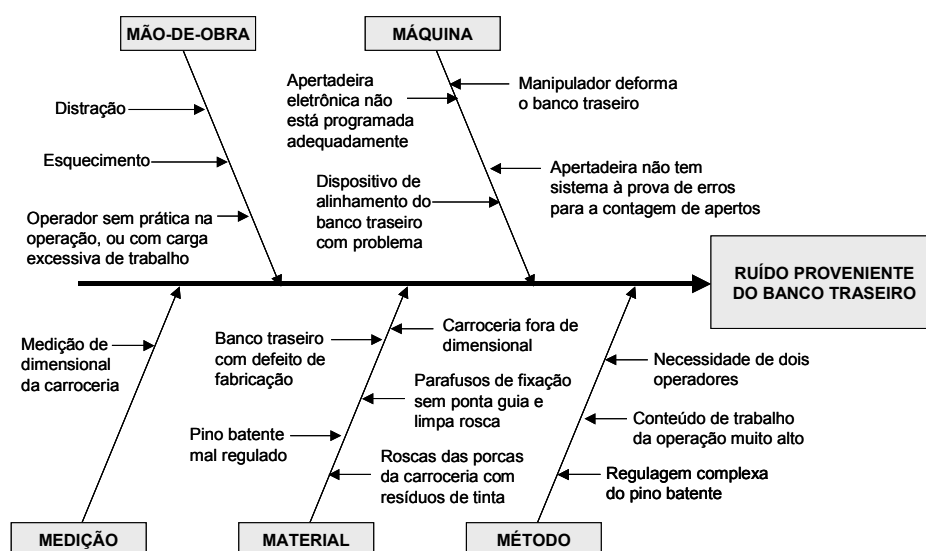 MÃO-DE-OBRA
MÁQUINA
Distração
Esquecimento
Operador sem prática na
operação, ou com carga
excessiva de trabalho
Apertadeira
eletrônica não
está programada
adequadamente
Manipulador deforma
o banco traseiro
Dispositivo de
alinhamento do
banco traseiro
com problema
Apertadeira não tem
sistema à prova de erros
para a contagem de apertos
RUÍDO PROVENIENTE
DO BANCO TRASEIRO
Medição de
dimensional
da carroceria
Banco traseiro
com defeito de
fabricação
Carroceria fora de
dimensional
Parafusos de fixação
sem ponta guia e
limpa rosca
Pino batente
mal regulado
Roscas das porcas
da carroceria com
resíduos de tinta
Necessidade de dois
operadores
Conteúdo de trabalho
da operação muito alto
Regulagem complexa
do pino batente
MEDIÇÃO
MATERIAL
MÉTODO